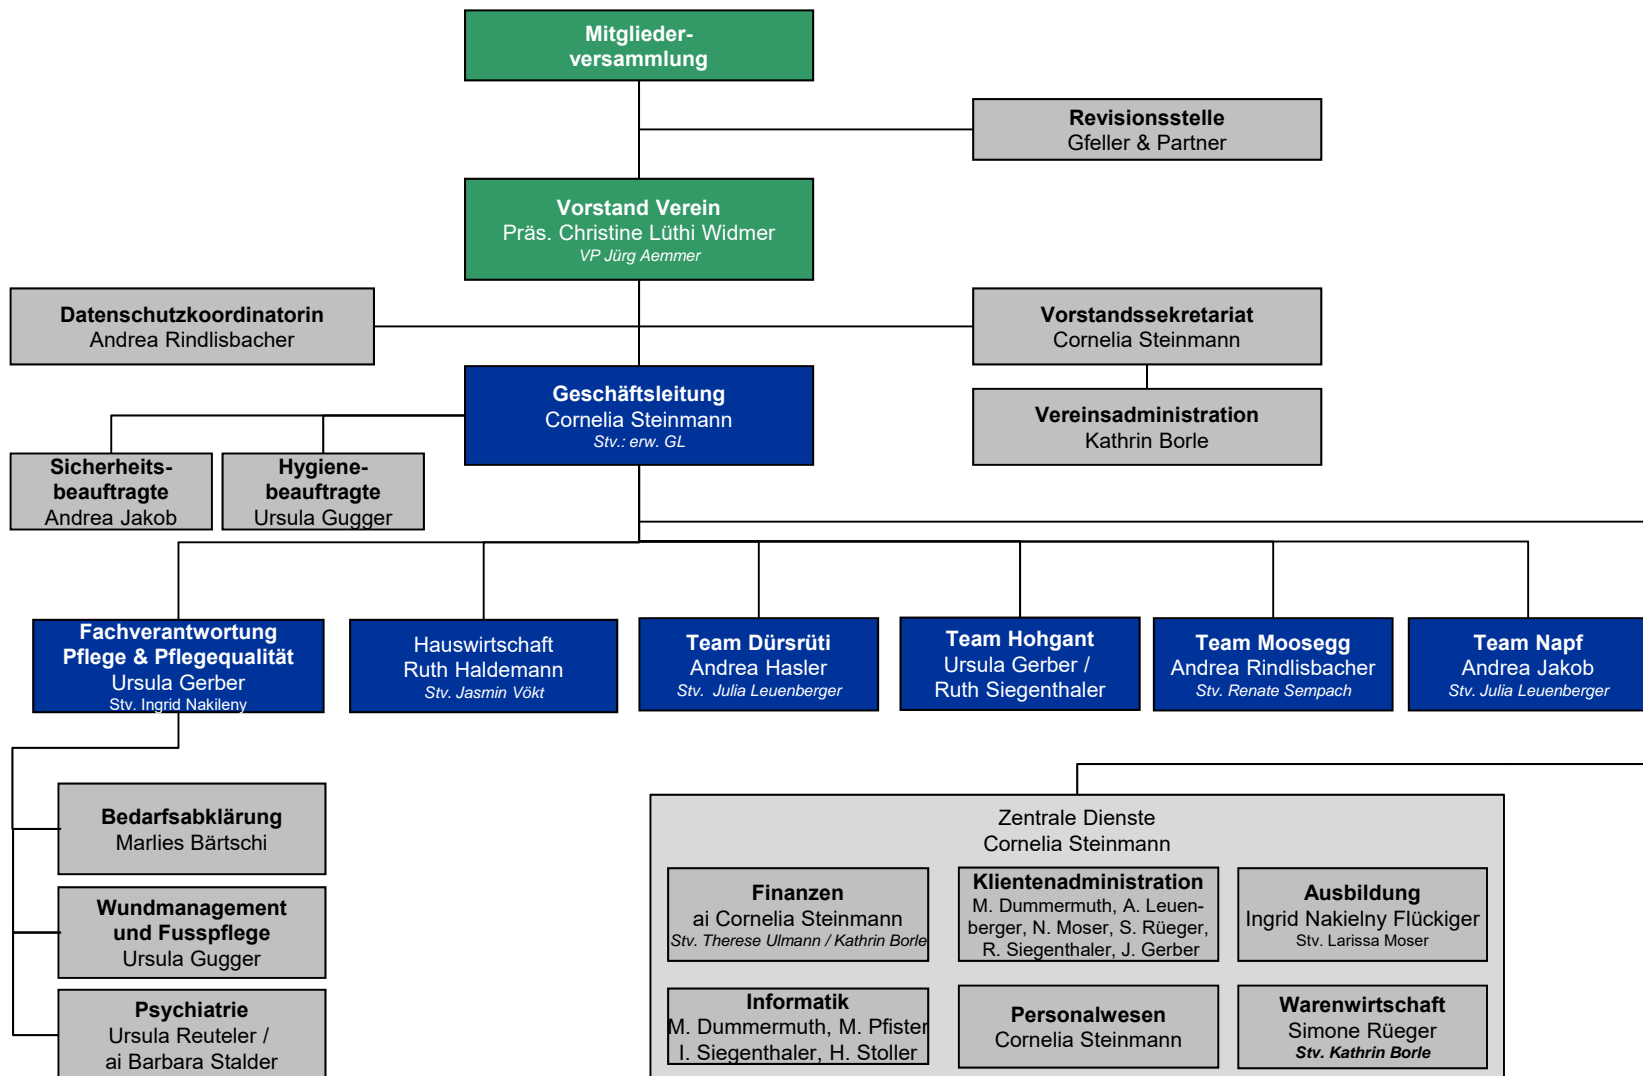 Mitglieder-
versammlung
Revisionsstelle
Gfeller & Partner
Vorstand Verein
Präs. Christine Lüthi Widmer
VP Jürg Aemmer
Datenschutzkoordinatorin
Andrea Rindlisbacher
Vorstandssekretariat
Cornelia Steinmann
Geschäftsleitung
Cornelia Steinmann
Stv.: erw. GL
Vereinsadministration
Kathrin Borle
Sicherheits-
beauftragte
Andrea Jakob
Hygiene-
beauftragte
Ursula Gugger
Fachverantwortung
Pflege & Pflegequalität
Ursula Gerber
Stv. Ingrid Nakileny
Hauswirtschaft
Ruth Haldemann
Stv. Jasmin Vökt
Team Dürsrüti
Andrea Hasler
Stv. Julia Leuenberger
Team Hohgant
Ursula Gerber /
Ruth Siegenthaler
Team Moosegg
Andrea Rindlisbacher
Stv. Renate Sempach
Team Napf
Andrea Jakob
Stv. Julia Leuenberger
Bedarfsabklärung
Marlies Bärtschi
Wundmanagement
und Fusspflege
Ursula Gugger
Psychiatrie
Ursula Reuteler /
ai Barbara Stalder
Zentrale Dienste
Cornelia Steinmann
Finanzen
ai Cornelia Steinmann
Stv. Therese Ulmann / Kathrin Borle
Klientenadministration
M. Dummermuth, A. Leuen-
berger, N. Moser, S. Rüeger,
R. Siegenthaler, J. Gerber
Ausbildung
Ingrid Nakielny Flückiger
Stv. Larissa Moser
Informatik
M. Dummermuth, M. Pfister
I. Siegenthaler, H. Stoller
Personalwesen
Cornelia Steinmann
Warenwirtschaft
Simone Rüeger
Stv. Kathrin Borle